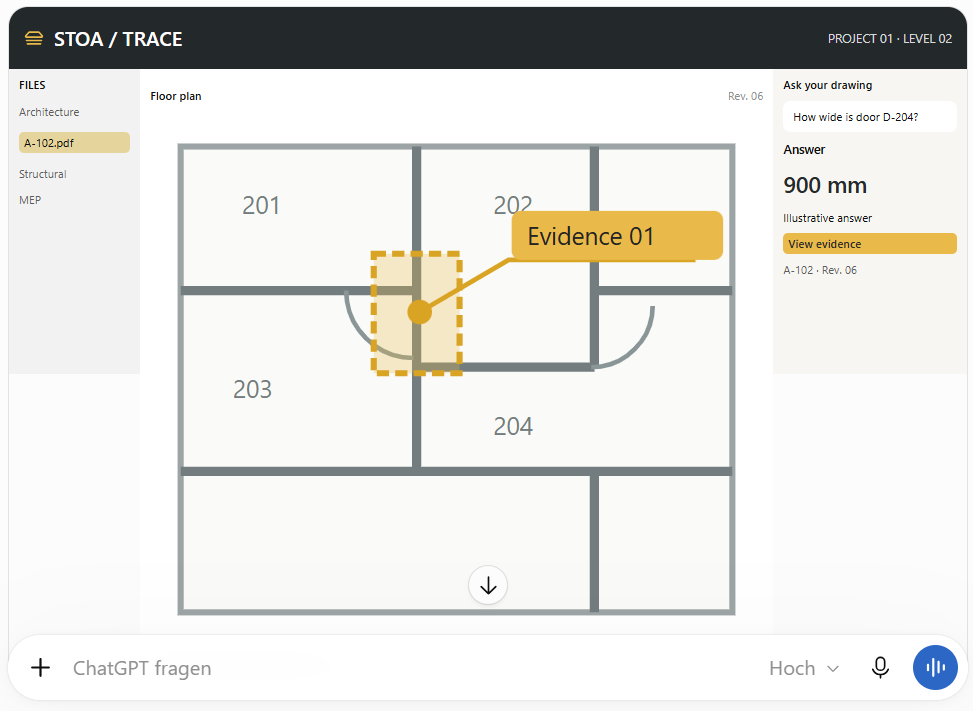 STOA / TRACE
PROJECT 01 · LEVEL 02
FILES
Architecture
A-102.pdf
Structural
MEP
Floor plan
Rev. 06
201
202
Evidence 01
203
204
Ask your drawing
How wide is door D-204?
Answer
900 mm
Illustrative answer
View evidence
A-102 · Rev. 06
ChatGPT fragen
Hoch